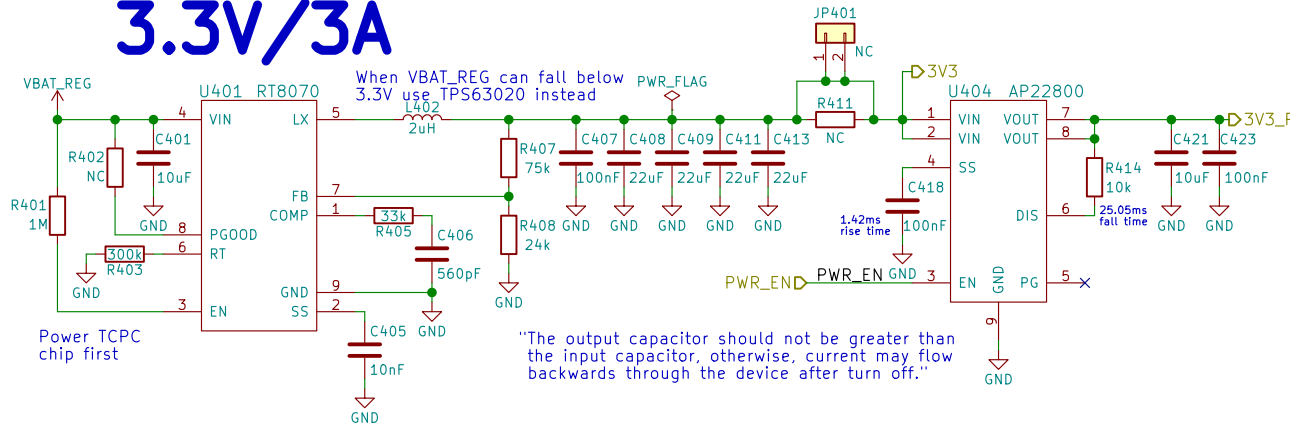 3.3V/3A
JP401
1
2
NC
VBAT_REG
When VBAT_REG can fall below
3.3V use TPS63020 instead
PWR_FLAG
3V3
U401 RT8070
L402
2uH
R411
NC
U404 AP22800
4 VIN
LX 5
1 VIN
2 VIN
VOUT 7
VOUT 8
3V3_F
R402
NC
C401
10uF
GND
R407
75k
C407
100nF
GND
C408
22uF
GND
C409
22uF
GND
C411
22uF
GND
C413
22uF
GND
4 SS
C418
100nF
GND
1.42ms
rise time
R414
10k
DIS 6
25.05ms
fall time
C421
10uF
GND
C423
100nF
GND
R401
1M
FB 7
COMP 1
33k
R405
C406
560pF
R408
24k
GND
8 PGOOD
6 RT
300k
R403
GND
GND 9
SS 2
GND
3 EN
C405
10nF
GND
PWR_EN
PWR_EN
3 EN
GND
9
GND
PG 5
Power TCPC
chip first
"The output capacitor should not be greater than
the input capacitor, otherwise, current may flow
backwards through the device after turn off."